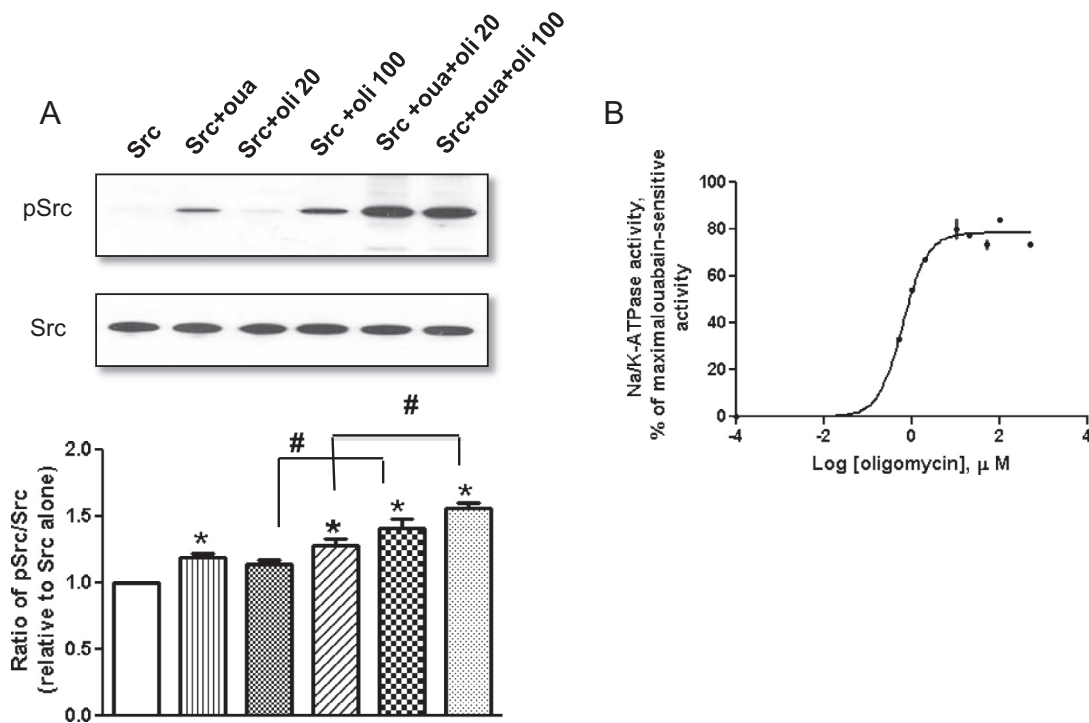 A
Src
Src+oua
Src+oli 20
Src +oli 100
Src +oua+oli 20
Src+oua+oli 100
pSrc
Src
#
#
*
*
*
*
Ratio of pSrc/Src
(relative to Src alone)
2.0
1.5
1.0
0.5
0.0
B
Na/K-ATPase activity,
% of maximalouabain-sensitive
activity
100
80
60
40
20
0
-4
-2
0
2
4
Log [oligomycin], μ M